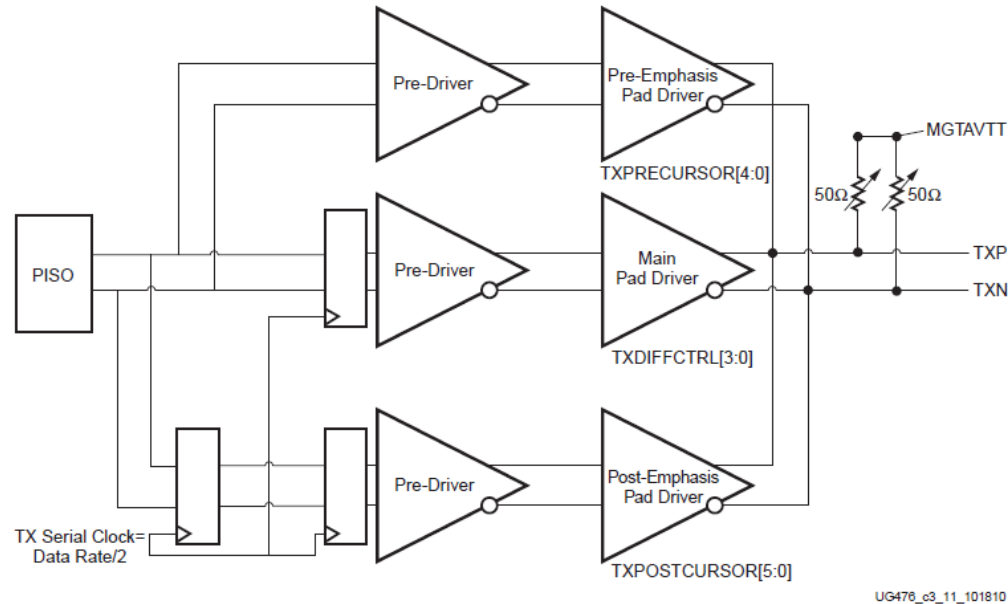 Pre-Driver
Pre-Emphasis
Pad Driver
TXPRECURSOR[4:0]
MGTAVTT
50Ω
50Ω
PISO
Pre-Driver
Main
Pad Driver
TXP
TXN
TXDIFFCTRL[3:0]
Pre-Driver
Post-Emphasis
Pad Driver
TX Serial Clock=
Data Rate/2
TXPOSTCURSOR[5:0]
UG476_c3_11_101810